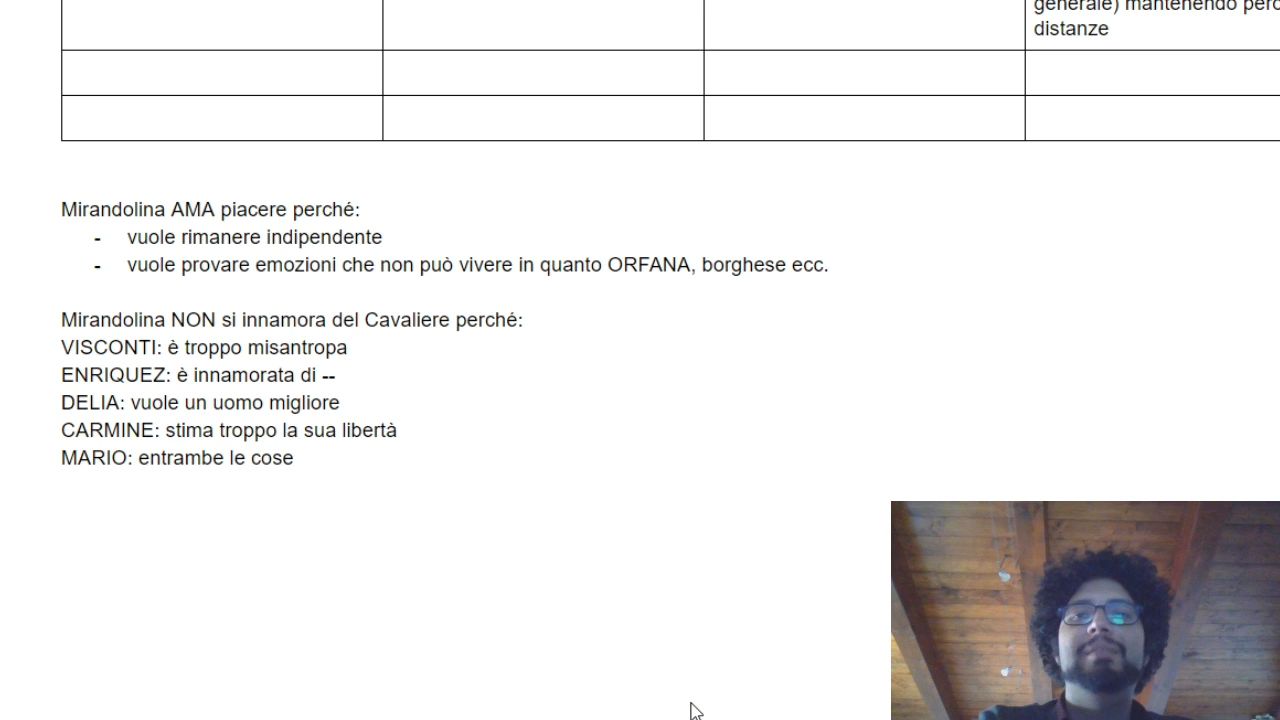 generale) mantenendo però
distanze
Mirandolina AMA piacere perché:
- vuole rimanere indipendente
- vuole provare emozioni che non può vivere in quanto ORFANA, borghese ecc.
Mirandolina NON si innamora del Cavaliere perché:
VISCONTI: è troppo misantropa
ENRIQUEZ: è innamorata di --
DELIA: vuole un uomo migliore
CARMINE: stima troppo la sua libertà
MARIO: entrambe le cose